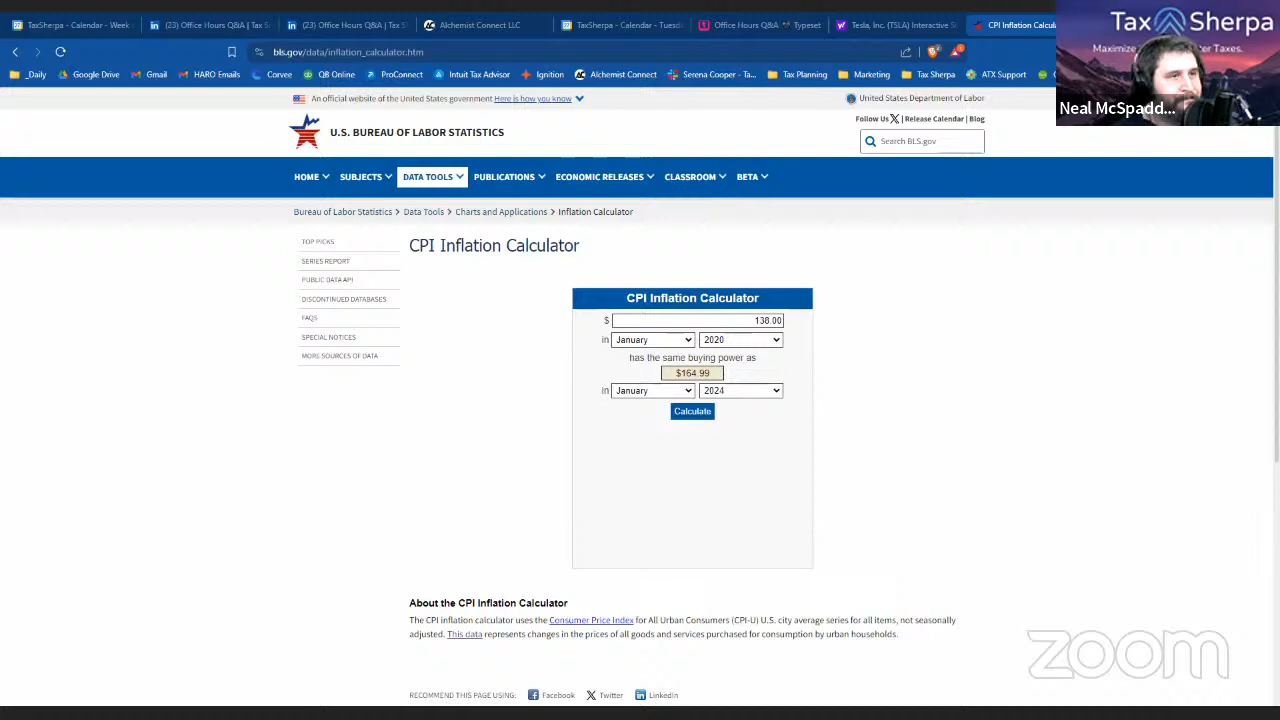 TaxSherpa - Calendar - Week
(23) Office Hours Q&A | Tax S
(23) Office Hours Q&A | Tax S
Alchemist Connect LLC
TaxSherpa - Calendar - Tuesd
Office Hours Q&A
Typeset
Tesla, Inc. (TSLA) Interactive S
CPI Inflation Calcula
Tax Sherpa
bls.gov/data/inflation_calculator.htm
_Daily
Google Drive
Gmail
HARO Emails
Corvee
QB Online
ProConnect
Intuit Tax Advisor
Ignition
Alchemist Connect
Serena Cooper - Ta...
Tax Planning
Marketing
Tax Sherpa
ATX Support
Neal McSpadd...
An official website of the United States government Here is how you know
United States Department of Labor
Follow Us X | Release Calendar | Blog
U.S. BUREAU OF LABOR STATISTICS
Search BLS.gov
HOME
SUBJECTS
DATA TOOLS
PUBLICATIONS
ECONOMIC RELEASES
CLASSROOM
BETA
Bureau of Labor Statistics > Data Tools > Charts and Applications > Inflation Calculator
TOP PICKS
SERIES REPORT
PUBLIC DATA API
DISCONTINUED DATABASES
FAQS
SPECIAL NOTICES
MORE SOURCES OF DATA
CPI Inflation Calculator
CPI Inflation Calculator
$ 138.00
in January 2020
has the same buying power as
$164.99
in January 2024
Calculate
About the CPI Inflation Calculator
The CPI inflation calculator uses the Consumer Price Index for All Urban Consumers (CPI-U) U.S. city average series for all items, not seasonally
adjusted. This data represents changes in the prices of all goods and services purchased for consumption by urban households.
RECOMMEND THIS PAGE USING:
Facebook
Twitter
LinkedIn
zoom